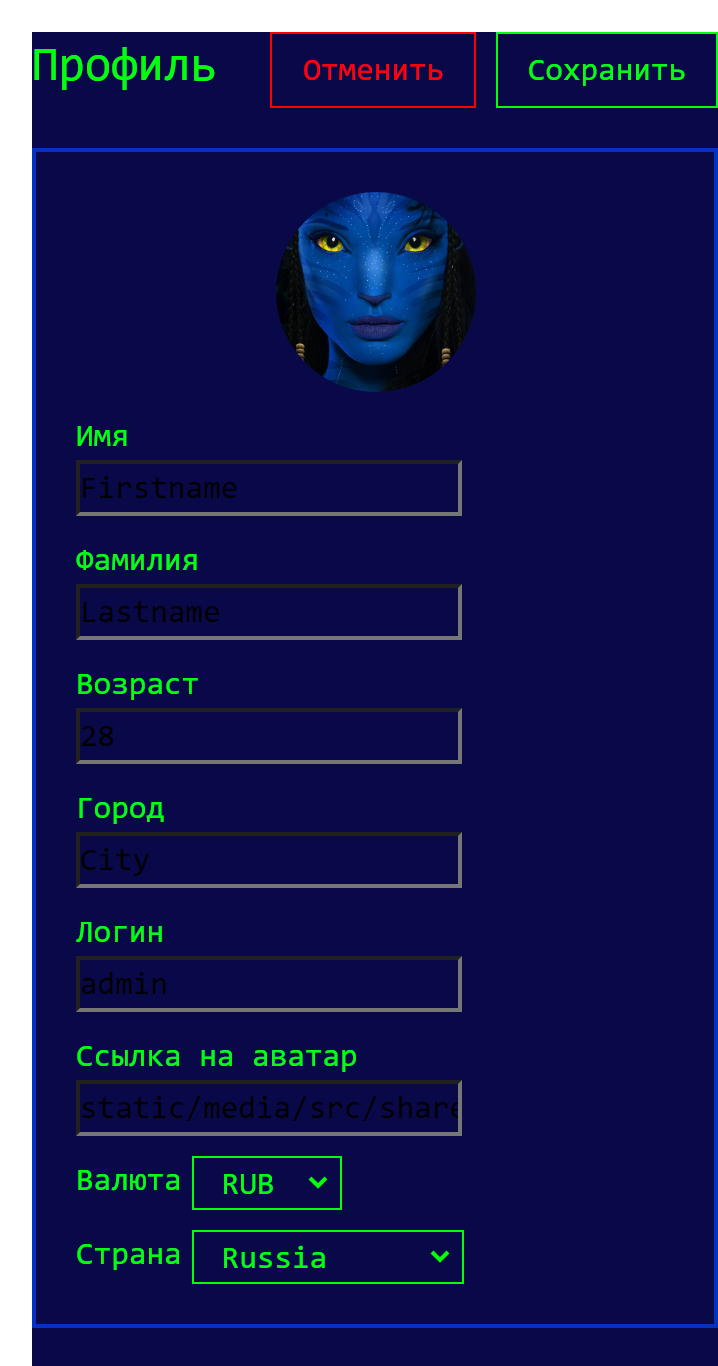 Профиль
Отменить
Сохранить
Имя
Firstname
Фамилия
Lastname
Возраст
28
Город
City
Логин
admin
Ссылка на аватар
static/media/src/share
Валюта RUB
Страна Russia